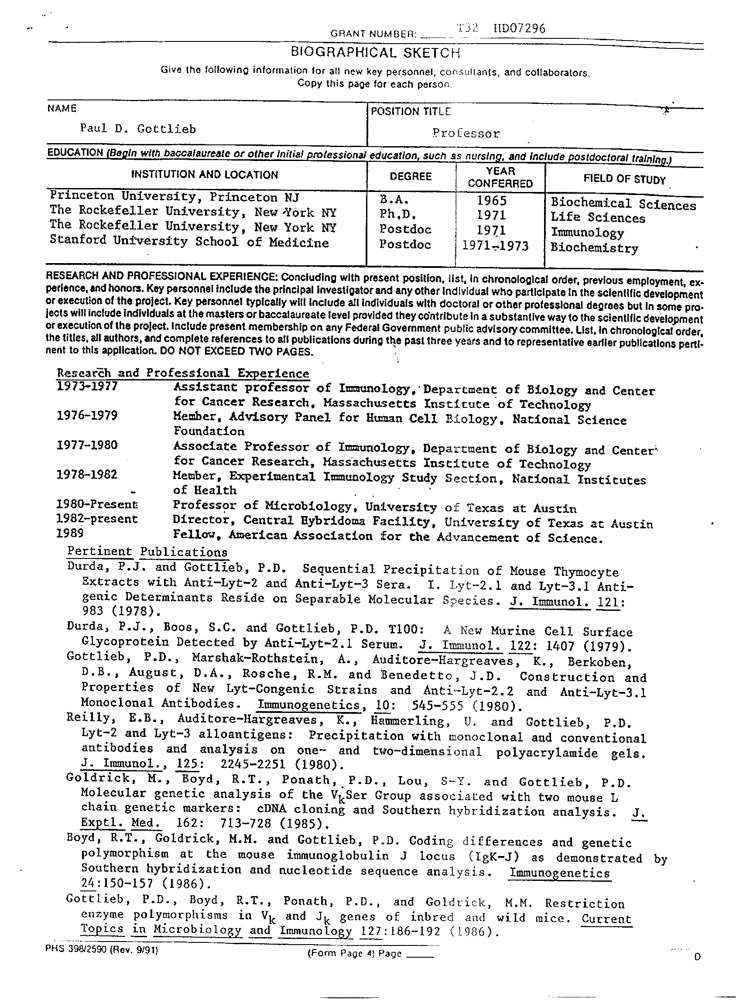 GRANT NUMBER: T32 HD07296
BIOGRAPHICAL SKETCH
Give the following information for all new key personnel, consultants, and collaborators.
Copy this page for each person.
NAME
POSITION TITLE
Paul D. Gottlieb
Professor
EDUCATION (Begin with baccalaureate or other initial professional education, such as nursing, and include postdoctoral training.)
INSTITUTION AND LOCATION DEGREE YEAR CONFERRED FIELD OF STUDY
Princeton University, Princeton NJ B.A. 1965 Biochemical Sciences
The Rockefeller University, New York NY Ph.D. 1971 Life Sciences
The Rockefeller University, New York NY Postdoc 1971 Immunology
Stanford University School of Medicine Postdoc 1971-1973 Biochemistry
RESEARCH AND PROFESSIONAL EXPERIENCE: Concluding with present position, list, in chronological order, previous employment, ex-
perience, and honors. Key personnel include the principal investigator and any other individual who participate in the scientific development
or execution of the project. Key personnel typically will include all individuals with doctoral or other professional degrees but in some pro-
jects will include individuals at the masters or baccalaureate level provided they contribute in a substantive way to the scientific development
or execution of the project. Include present membership on any Federal Government public advisory committee. List, in chronological order,
the titles, all authors, and complete references to all publications during the past three years and to representative earlier publications perti-
nent to this application. DO NOT EXCEED TWO PAGES.
Research and Professional Experience
1973-1977 Assistant professor of Immunology, Department of Biology and Center
for Cancer Research, Massachusetts Institute of Technology
1976-1979 Member, Advisory Panel for Human Cell Biology, National Science
Foundation
1977-1980 Associate Professor of Immunology, Department of Biology and Center
for Cancer Research, Massachusetts Institute of Technology
1978-1982 Member, Experimental Immunology Study Section, National Institutes
of Health
1980-Present Professor of Microbiology, University of Texas at Austin
1982-present Director, Central Hybridoma Facility, University of Texas at Austin
1989 Fellow, American Association for the Advancement of Science.
Pertinent Publications
Durda, P.J. and Gottlieb, P.D. Sequential Precipitation of Mouse Thymocyte
Extracts with Anti-Lyt-2 and Anti-Lyt-3 Sera. I. Lyt-2.1 and Lyt-3.1 Anti-
genic Determinants Reside on Separable Molecular Species. J. Immunol. 121:
983 (1978).
Durda, P.J., Boos, S.C. and Gottlieb, P.D. T100: A New Murine Cell Surface
Glycoprotein Detected by Anti-Lyt-2.1 Serum. J. Immunol. 122: 1407 (1979).
Gottlieb, P.D., Marshak-Rothstein, A., Auditore-Hargreaves, K., Berkoben,
D.B., August, D.A., Rosche, R.M. and Benedetto, J.D. Construction and
Properties of New Lyt-Congenic Strains and Anti-Lyt-2.2 and Anti-Lyt-3.1
Monoclonal Antibodies. Immunogenetics, 10: 545-555 (1980).
Reilly, E.B., Auditore-Hargreaves, K., Hammerling, U. and Gottlieb, P.D.
Lyt-2 and Lyt-3 alloantigens: Precipitation with monoclonal and conventional
antibodies and analysis on one- and two-dimensional polyacrylamide gels.
J. Immunol., 125: 2245-2251 (1980).
Goldrick, M., Boyd, R.T., Ponath, P.D., Lou, S-Y. and Gottlieb, P.D.
Molecular genetic analysis of the VkSer Group associated with two mouse L
chain genetic markers: cDNA cloning and Southern hybridization analysis. J.
Exptl. Med. 162: 713-728 (1985).
Boyd, R.T., Goldrick, M.M. and Gottlieb, P.D. Coding differences and genetic
polymorphism at the mouse immunoglobulin J locus (IgK-J) as demonstrated by
Southern hybridization and nucleotide sequence analysis. Immunogenetics
24:150-157 (1986).
Gottlieb, P.D., Boyd, R.T., Ponath, P.D., and Goldrick, M.M. Restriction
enzyme polymorphisms in Vk and Jk genes of inbred and wild mice. Current
Topics in Microbiology and Immunology 127:186-192 (1986).
PHS 398/2590 (Rev. 9/91) (Form Page 4) Page ____ O